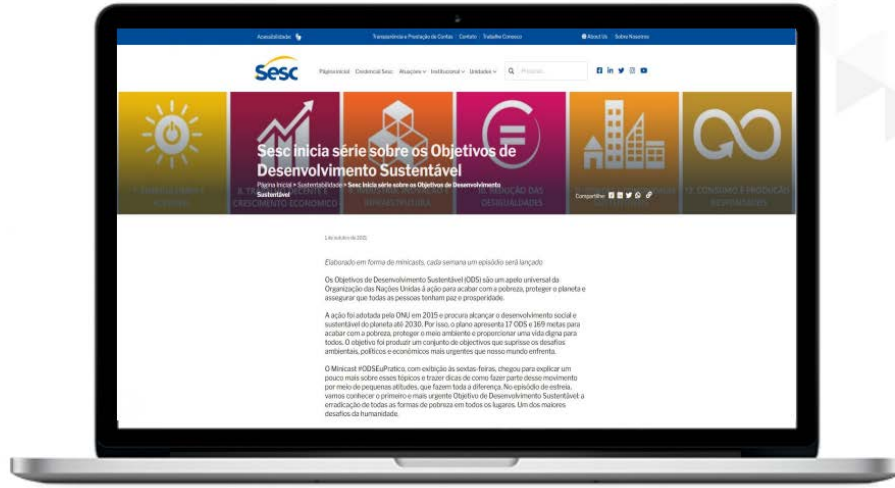 Acessibilidade
Transparência e Prestação de Contas Contato Trabalhe Conosco
About Us Sobre Nosotros
Sesc
Página Inicial Credencial Sesc Atuações Institucional Unidades
Sesc inicia série sobre os Objetivos de
Desenvolvimento Sustentável
Página Inicial » Sustentabilidade » Sesc inicia série sobre os Objetivos de Desenvolvimento
Sustentável
Compartilhe
CRESCIMENTO ECONÔMICO
INFRAESTRUTURA
REDUÇÃO DAS
DESIGUALDADES
12. CONSUMO E PRODUÇÃO
RESPONSÁVEIS
1 de outubro de 2021
Elaborado em forma de minicasts, cada semana um episódio será lançado
Os Objetivos de Desenvolvimento Sustentável (ODS) são um apelo universal da
Organização das Nações Unidas à ação para acabar com a pobreza, proteger o planeta e
assegurar que todas as pessoas tenham paz e prosperidade.
A ação foi adotada pela ONU em 2015 e procura alcançar o desenvolvimento social e
sustentável do planeta até 2030. Por isso, o plano apresenta 17 ODS e 169 metas para
acabar com a pobreza, proteger o meio ambiente e proporcionar uma vida digna para
todos. O objetivo foi produzir um conjunto de objectivos que suprisse os desafios
ambientais, políticos e económicos mais urgentes que nosso mundo enfrenta.
O Minicast #ODSEuPratico, com exibição às sextas-feiras, chegou para explicar um
pouco mais sobre esses tópicos e trazer dicas de como fazer parte desse movimento
por meio de pequenas atitudes, que fazem toda a diferença. No episódio de estreia,
vamos conhecer o primeiro e mais urgente Objetivo de Desenvolvimento Sustentável: a
erradicação de todas as formas de pobreza em todos os lugares. Um dos maiores
desafios da humanidade.